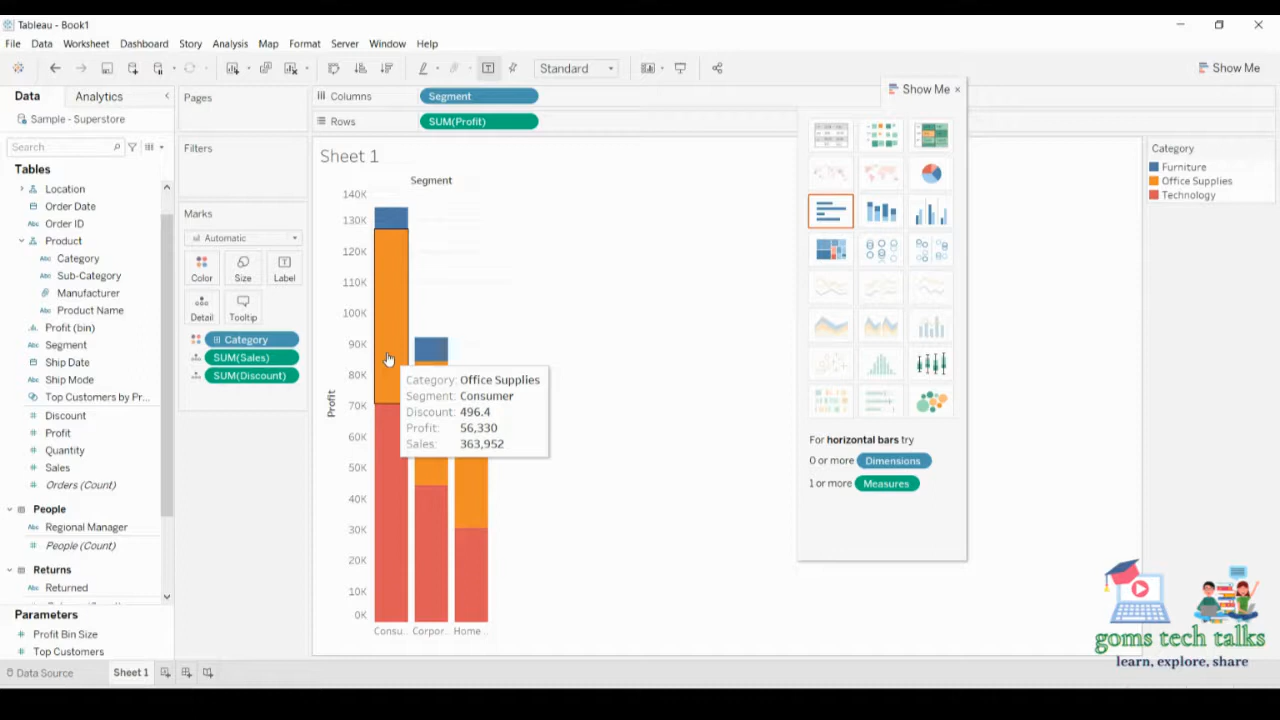 Tableau - Book1
File Data Worksheet Dashboard Story Analysis Map Format Server Window Help
Standard
Show Me
Data Analytics
Sample - Superstore
Search
Tables
Location
Order Date
Order ID
Product
Category
Sub-Category
Manufacturer
Product Name
Profit (bin)
Segment
Ship Date
Ship Mode
Top Customers by Pr...
Discount
Profit
Quantity
Sales
Orders (Count)
People
Regional Manager
People (Count)
Returns
Returned
Parameters
Profit Bin Size
Top Customers
Pages
Filters
Marks
Automatic
Color Size Label
Detail Tooltip
Category
SUM(Sales)
SUM(Discount)
Columns Segment
Rows SUM(Profit)
Sheet 1
Segment
140K
130K
120K
110K
100K
90K
80K
70K
60K
50K
40K
30K
20K
10K
0K
Profit
Consu.. Corpor.. Home ..
Category: Office Supplies
Segment: Consumer
Discount: 496.4
Profit: 56,330
Sales: 363,952
Show Me ×
For horizontal bars try
0 or more Dimensions
1 or more Measures
Category
Furniture
Office Supplies
Technology
goms tech talks
learn, explore, share
Data Source Sheet 1